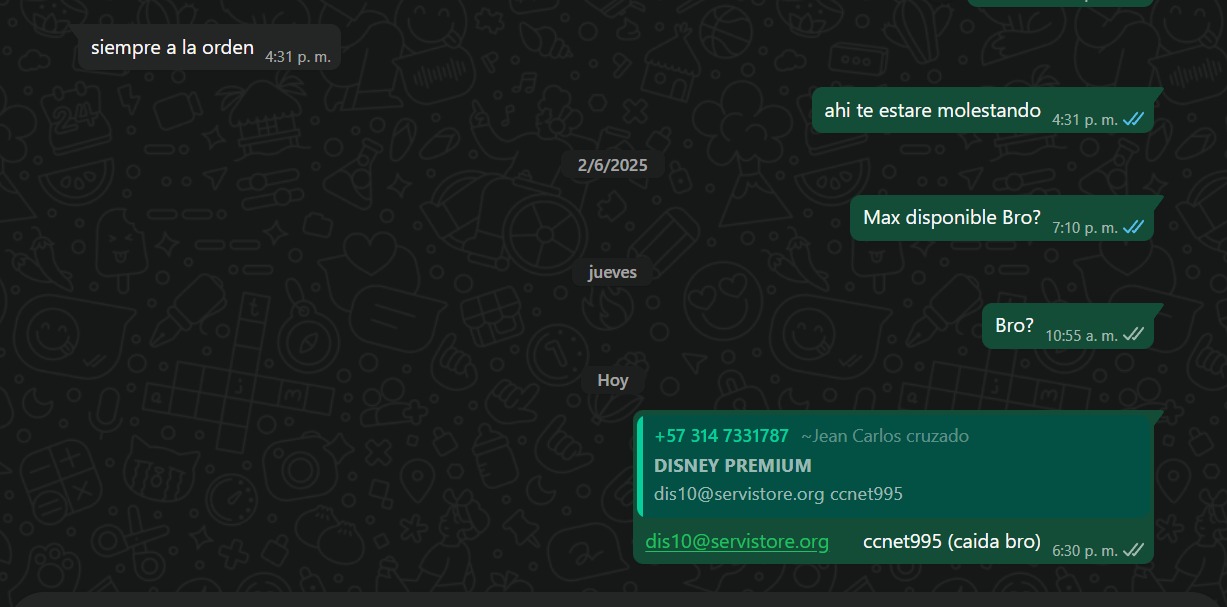 siempre a la orden 4:31 p. m.
ahi te estare molestando 4:31 p. m.
2/6/2025
Max disponible Bro? 7:10 p. m.
jueves
Bro? 10:55 a. m.
Hoy
+57 314 7331787 ~Jean Carlos cruzado
DISNEY PREMIUM
dis10@servistore.org ccnet995
dis10@servistore.org ccnet995 (caida bro) 6:30 p. m.